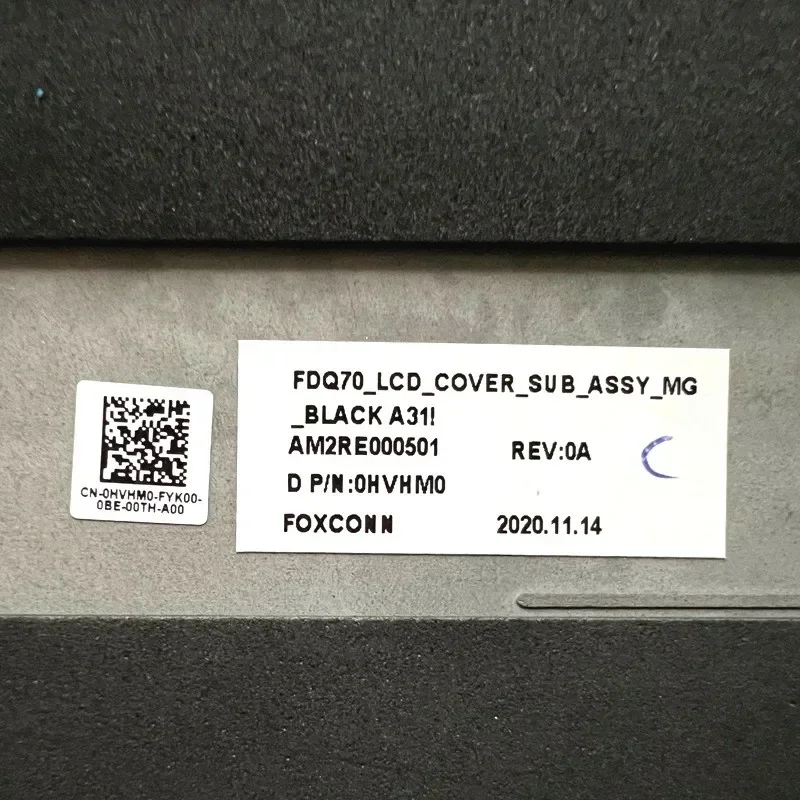 FDQ70_LCD_COVER_SUB_ASSY_MG
_BLACK A31!
AM2RE000501 REV:0A
D P/N:0HVHM0
FOXCONN 2020.11.14
CN-0HVHM0-FYK00-
0BE-00TH-A00